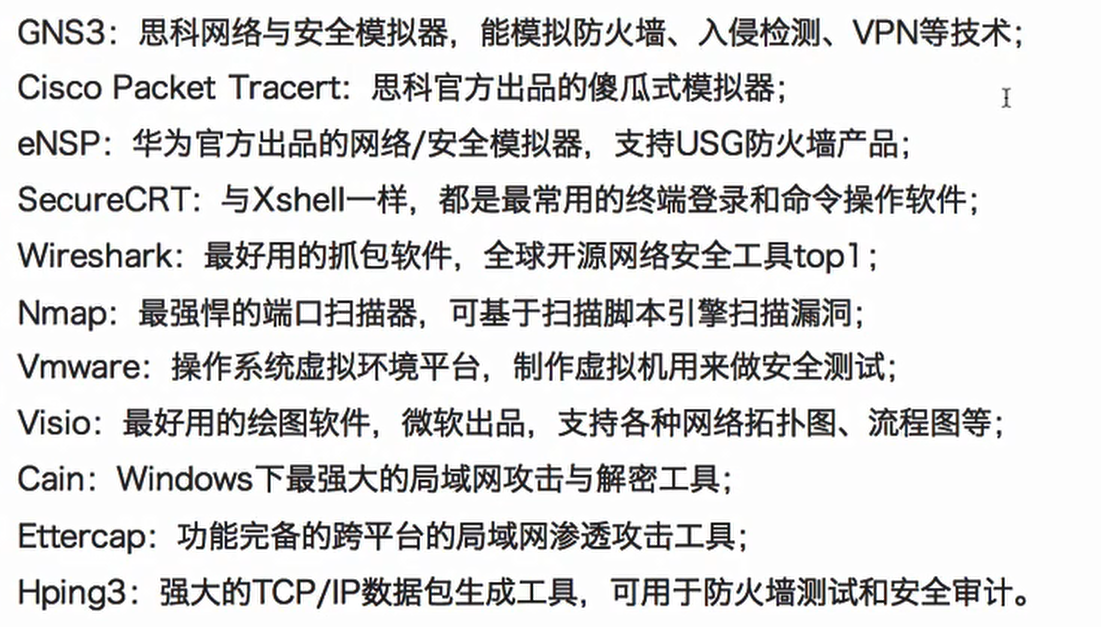 GNS3：思科网络与安全模拟器，能模拟防火墙、入侵检测、VPN等技术；
Cisco Packet Tracert：思科官方出品的傻瓜式模拟器；
eNSP：华为官方出品的网络/安全模拟器，支持USG防火墙产品；
SecureCRT：与Xshell一样，都是最常用的终端登录和命令操作软件；
Wireshark：最好用的抓包软件，全球开源网络安全工具top1；
Nmap：最强悍的端口扫描器，可基于扫描脚本引擎扫描漏洞；
Vmware：操作系统虚拟环境平台，制作虚拟机用来做安全测试；
Visio：最好用的绘图软件，微软出品，支持各种网络拓扑图、流程图等；
Cain：Windows下最强大的局域网攻击与解密工具；
Ettercap：功能完备的跨平台的局域网渗透攻击工具；
Hping3：强大的TCP/IP数据包生成工具，可用于防火墙测试和安全审计。